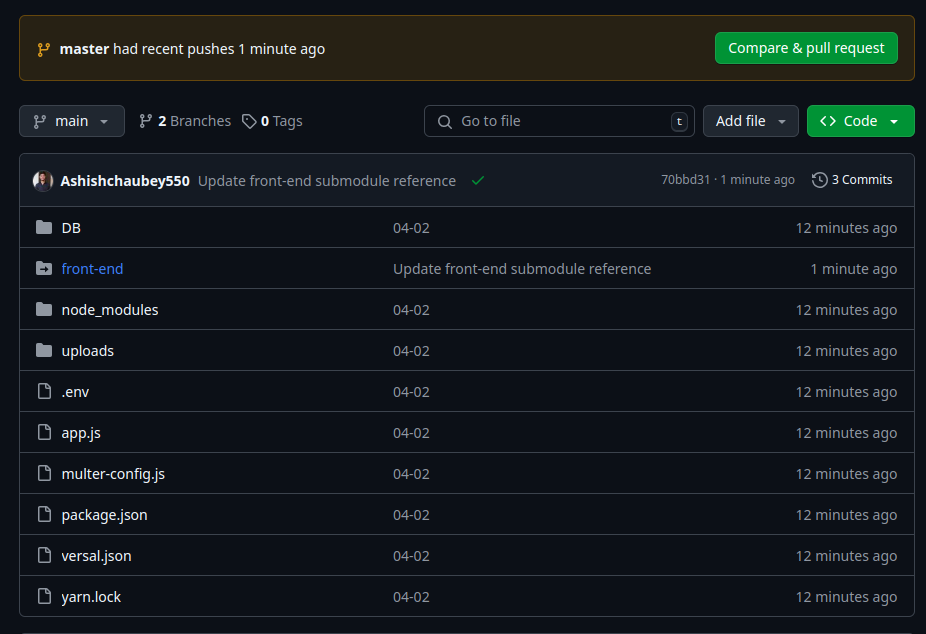 master had recent pushes 1 minute ago
Compare & pull request
main
2 Branches
0 Tags
Go to file
t
Add file
<> Code
Ashishchaubey550 Update front-end submodule reference
70bbd31 · 1 minute ago
3 Commits
DB 04-02 12 minutes ago
front-end Update front-end submodule reference 1 minute ago
node_modules 04-02 12 minutes ago
uploads 04-02 12 minutes ago
.env 04-02 12 minutes ago
app.js 04-02 12 minutes ago
multer-config.js 04-02 12 minutes ago
package.json 04-02 12 minutes ago
versal.json 04-02 12 minutes ago
yarn.lock 04-02 12 minutes ago